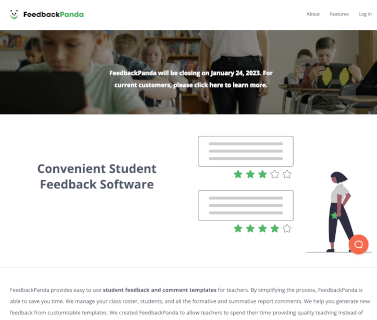 FeedbackPanda
About Features Log In
FeedbackPanda will be closing on January 24, 2023. For
current customers, please click here to learn more.
Convenient Student
Feedback Software
FeedbackPanda provides easy to use student feedback and comment templates for teachers. By simplifying the process, FeedbackPanda is
able to save you time. We manage your class roster, students, and all the formative and summative report comments. We help you generate new
feedback from customizable templates. We created FeedbackPanda to allow teachers to spend their time providing quality teaching instead of